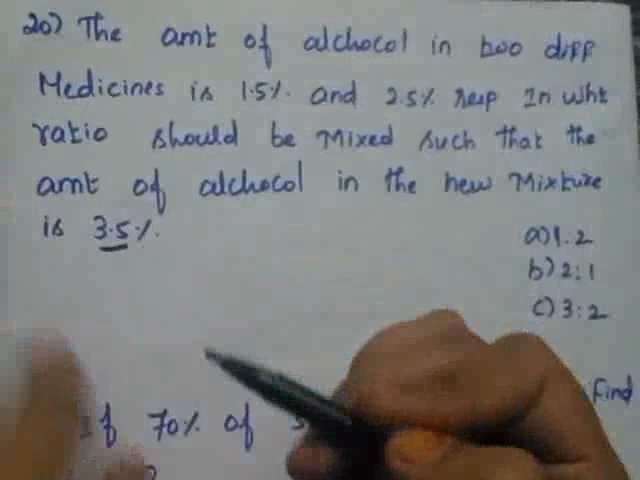 20) The amt of alchocol in two diff
Medicines is 1.5%. and 2.5% resp In wht
ratio should be Mixed such that the
amt of alchocol in the new Mixture
is 3.5%.
a) 1:2
b) 2:1
c) 3:2
find
If 70% of